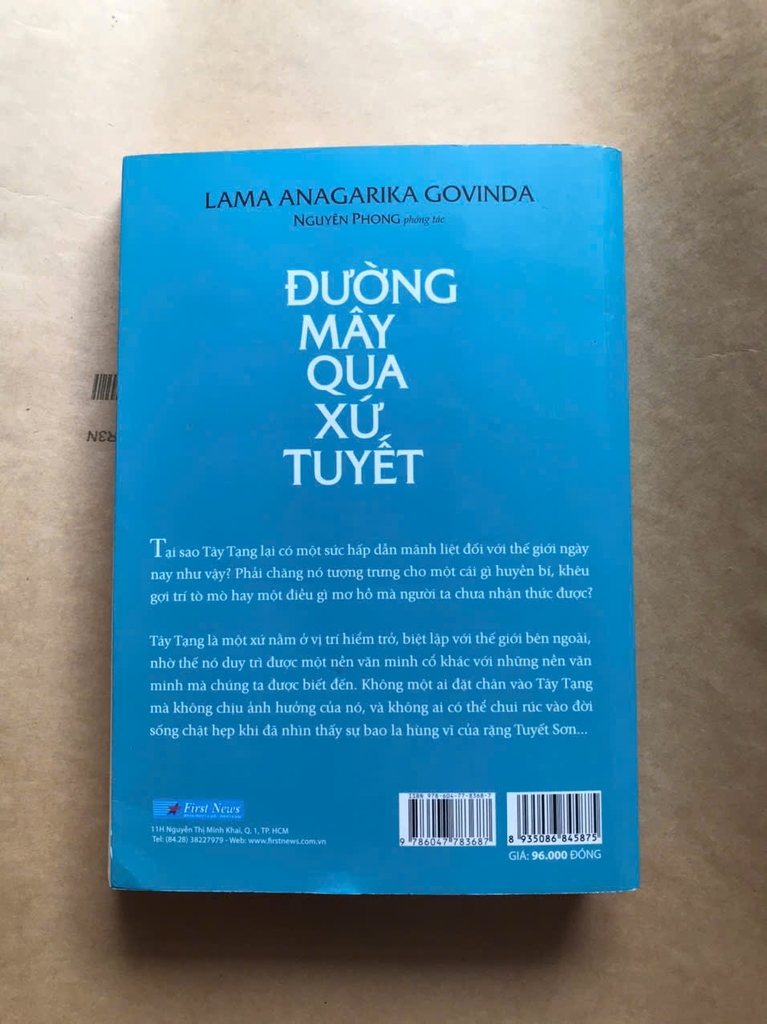 LAMA ANAGARIKA GOVINDA
NGUYÊN PHONG phóng tác
ĐƯỜNG
MÂY
QUA
XỨ
TUYẾT
Tại sao Tây Tạng lại có một sức hấp dẫn mãnh liệt đối với thế giới ngày
nay như vậy? Phải chăng nó tượng trưng cho một cái gì huyền bí, khêu
gợi trí tò mò hay một điều gì mơ hồ mà người ta chưa nhận thức được?
Tây Tạng là một xứ nằm ở vị trí hiểm trở, biệt lập với thế giới bên ngoài,
nhờ thế nó duy trì được một nền văn minh cổ khác với những nền văn
minh mà chúng ta được biết đến. Không một ai đặt chân vào Tây Tạng
mà không chịu ảnh hưởng của nó, và không ai có thể chui rúc vào đời
sống chật hẹp khi đã nhìn thấy sự bao la hùng vĩ của rặng Tuyết Sơn...
First News
11H Nguyễn Thị Minh Khai, Q. 1, TP. HCM
Tel: (84.28) 38227979 - Web: www.firstnews.com.vn
ISBN 978-604-77-8368-7
9 786047 783687
8 935086 845875
GIÁ: 96.000 ĐỒNG
R3N